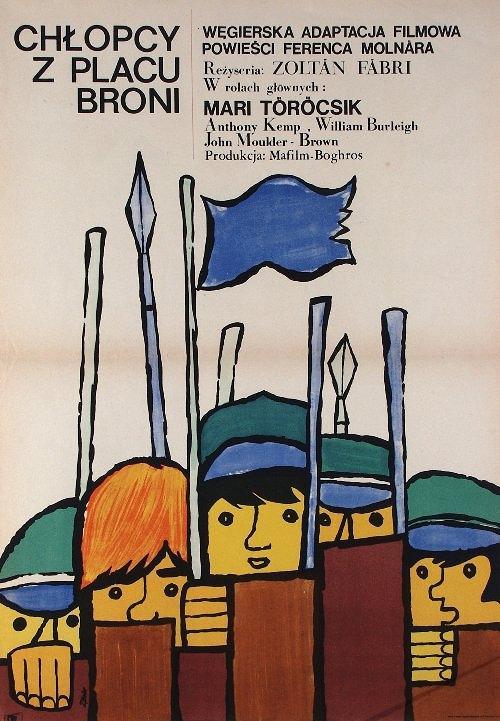 CHŁOPCY
Z PLACU
BRONI
WĘGIERSKA ADAPTACJA FILMOWA
POWIEŚCI FERENCA MOLNÀRA
Reżyseria: ZOLTÁN FÁBRI
W rolach głównych:
MARI TÖRÖCSIK
Anthony Kemp, William Burleigh
John Moulder - Brown
Produkcja: Mafilm-Boghros